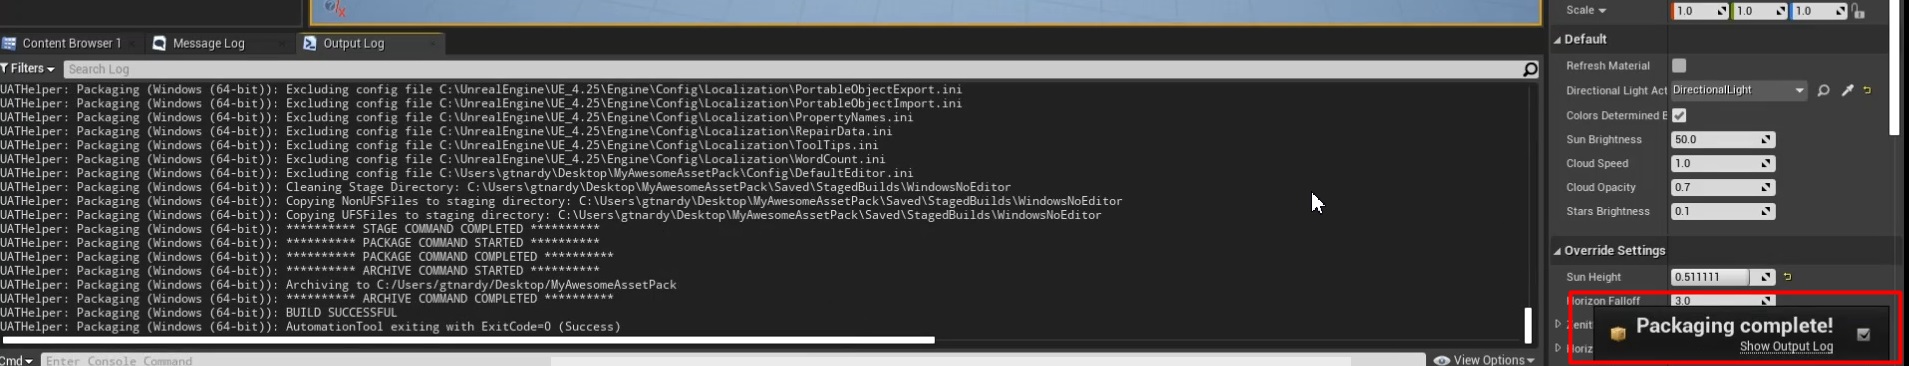 Scale
1.0 1.0 1.0
Content Browser 1
Message Log
Output Log
Default
Filters
Search Log
Refresh Material
UATHelper: Packaging (Windows (64-bit)): Excluding config file C:\UnrealEngine\UE_4.25\Engine\Config\Localization\PortableObjectExport.ini
UATHelper: Packaging (Windows (64-bit)): Excluding config file C:\UnrealEngine\UE_4.25\Engine\Config\Localization\PortableObjectImport.ini
UATHelper: Packaging (Windows (64-bit)): Excluding config file C:\UnrealEngine\UE_4.25\Engine\Config\Localization\PropertyNames.ini
UATHelper: Packaging (Windows (64-bit)): Excluding config file C:\UnrealEngine\UE_4.25\Engine\Config\Localization\RepairData.ini
UATHelper: Packaging (Windows (64-bit)): Excluding config file C:\UnrealEngine\UE_4.25\Engine\Config\Localization\ToolTips.ini
UATHelper: Packaging (Windows (64-bit)): Excluding config file C:\UnrealEngine\UE_4.25\Engine\Config\Localization\WordCount.ini
UATHelper: Packaging (Windows (64-bit)): Excluding config file C:\Users\gtnardy\Desktop\MyAwesomeAssetPack\Config\DefaultEditor.ini
UATHelper: Packaging (Windows (64-bit)): Cleaning Stage Directory: C:\Users\gtnardy\Desktop\MyAwesomeAssetPack\Saved\StagedBuilds\WindowsNoEditor
UATHelper: Packaging (Windows (64-bit)): Copying NonUFSFiles to staging directory: C:\Users\gtnardy\Desktop\MyAwesomeAssetPack\Saved\StagedBuilds\WindowsNoEditor
UATHelper: Packaging (Windows (64-bit)): Copying UFSFiles to staging directory: C:\Users\gtnardy\Desktop\MyAwesomeAssetPack\Saved\StagedBuilds\WindowsNoEditor
UATHelper: Packaging (Windows (64-bit)): ********** STAGE COMMAND COMPLETED **********
UATHelper: Packaging (Windows (64-bit)): ********** PACKAGE COMMAND STARTED **********
UATHelper: Packaging (Windows (64-bit)): ********** PACKAGE COMMAND COMPLETED **********
UATHelper: Packaging (Windows (64-bit)): ********** ARCHIVE COMMAND STARTED **********
UATHelper: Packaging (Windows (64-bit)): Archiving to C:/Users/gtnardy/Desktop/MyAwesomeAssetPack
UATHelper: Packaging (Windows (64-bit)): ********** ARCHIVE COMMAND COMPLETED **********
UATHelper: Packaging (Windows (64-bit)): BUILD SUCCESSFUL
UATHelper: Packaging (Windows (64-bit)): AutomationTool exiting with ExitCode=0 (Success)
Cmd
Enter Console Command
View Options
Directional Light Act DirectionalLight
Colors Determined B
Sun Brightness 50.0
Cloud Speed 1.0
Cloud Opacity 0.7
Stars Brightness 0.1
Override Settings
Sun Height 0.511111
Horizon Falloff 3.0
Zenit
Horiz
Packaging complete!
Show Output Log